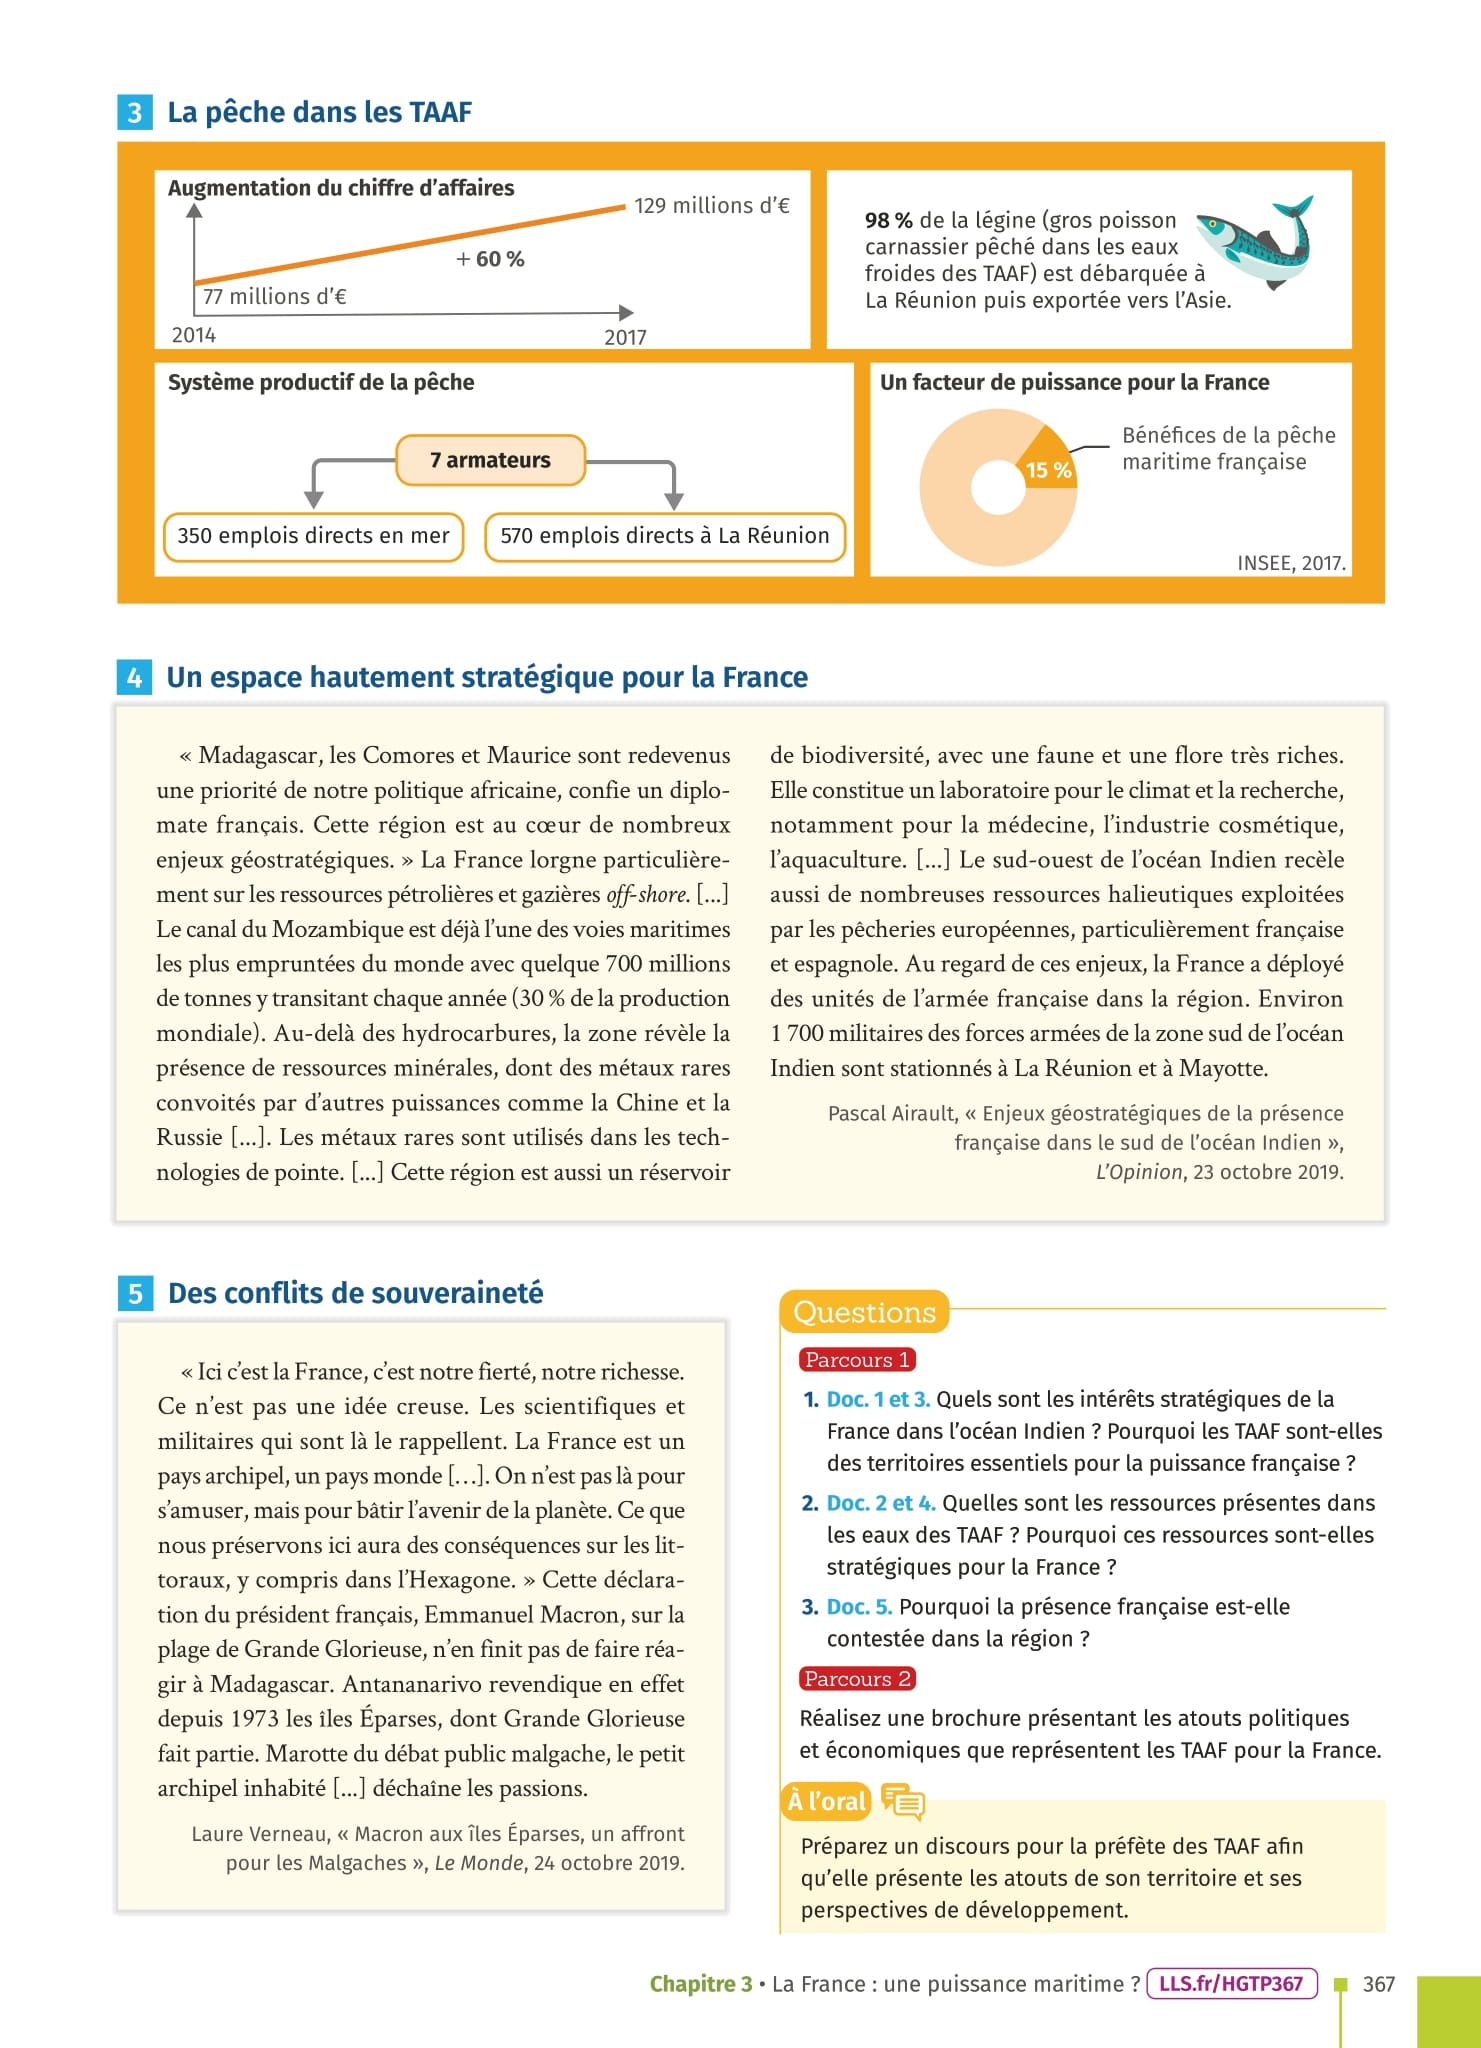 3 La pêche dans les TAAF
Augmentation du chiffre d'affaires
129 millions d'€
+ 60 %
77 millions d'€
2014
2017
98 % de la légine (gros poisson
carnassier pêché dans les eaux
froides des TAAF) est débarquée à
La Réunion puis exportée vers l'Asie.
Système productif de la pêche
7 armateurs
350 emplois directs en mer
570 emplois directs à La Réunion
Un facteur de puissance pour la France
Bénéfices de la pêche
maritime française
15 %
INSEE, 2017.
4 Un espace hautement stratégique pour la France
« Madagascar, les Comores et Maurice sont redevenus
une priorité de notre politique africaine, confie un diplo-
mate français. Cette région est au cœur de nombreux
enjeux géostratégiques. » La France lorgne particulière-
ment sur les ressources pétrolières et gazières off-shore. [...]
Le canal du Mozambique est déjà l'une des voies maritimes
les plus empruntées du monde avec quelque 700 millions
de tonnes y transitant chaque année (30 % de la production
mondiale). Au-delà des hydrocarbures, la zone révèle la
présence de ressources minérales, dont des métaux rares
convoités par d'autres puissances comme la Chine et la
Russie [...]. Les métaux rares sont utilisés dans les tech-
nologies de pointe. [...] Cette région est aussi un réservoir
de biodiversité, avec une faune et une flore très riches.
Elle constitue un laboratoire pour le climat et la recherche,
notamment pour la médecine, l'industrie cosmétique,
l'aquaculture. [...] Le sud-ouest de l'océan Indien recèle
aussi de nombreuses ressources halieutiques exploitées
par les pêcheries européennes, particulièrement française
et espagnole. Au regard de ces enjeux, la France a déployé
des unités de l'armée française dans la région. Environ
1 700 militaires des forces armées de la zone sud de l'océan
Indien sont stationnés à La Réunion et à Mayotte.
Pascal Airault, « Enjeux géostratégiques de la présence
française dans le sud de l'océan Indien »,
L'Opinion, 23 octobre 2019.
5 Des conflits de souveraineté
« Ici c'est la France, c'est notre fierté, notre richesse.
Ce n'est pas une idée creuse. Les scientifiques et
militaires qui sont là le rappellent. La France est un
pays archipel, un pays monde [...]. On n'est pas là pour
s'amuser, mais pour bâtir l'avenir de la planète. Ce que
nous préservons ici aura des conséquences sur les lit-
toraux, y compris dans l'Hexagone. » Cette déclara-
tion du président français, Emmanuel Macron, sur la
plage de Grande Glorieuse, n'en finit pas de faire réa-
gir à Madagascar. Antananarivo revendique en effet
depuis 1973 les îles Éparses, dont Grande Glorieuse
fait partie. Marotte du débat public malgache, le petit
archipel inhabité [...] déchaîne les passions.
Laure Verneau, « Macron aux îles Éparses, un affront
pour les Malgaches », Le Monde, 24 octobre 2019.
Questions
Parcours 1
1. Doc. 1 et 3. Quels sont les intérêts stratégiques de la
France dans l'océan Indien ? Pourquoi les TAAF sont-elles
des territoires essentiels pour la puissance française ?
2. Doc. 2 et 4. Quelles sont les ressources présentes dans
les eaux des TAAF ? Pourquoi ces ressources sont-elles
stratégiques pour la France ?
3. Doc. 5. Pourquoi la présence française est-elle
contestée dans la région ?
Parcours 2
Réalisez une brochure présentant les atouts politiques
et économiques que représentent les TAAF pour la France.
À l'oral
Préparez un discours pour la préfète des TAAF afin
qu'elle présente les atouts de son territoire et ses
perspectives de développement.
Chapitre 3 • La France : une puissance maritime ? LLS.fr/HGTP367 367